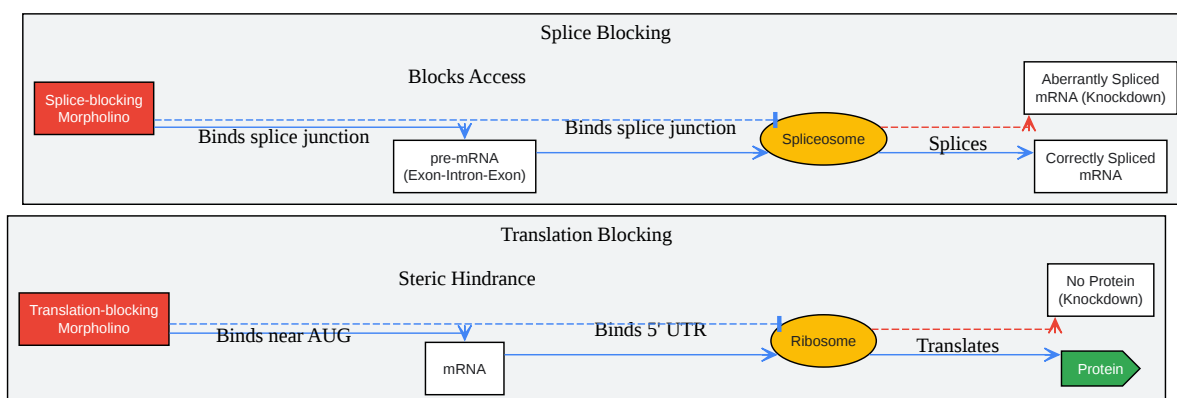 Splice Blocking
Blocks Access
Aberrantly Spliced
mRNA (Knockdown)
Splice-blocking
Morpholino
Binds splice junction
Binds splice junction
Spliceosome
Splices
pre-mRNA
(Exon-Intron-Exon)
Correctly Spliced
mRNA
Translation Blocking
Steric Hindrance
No Protein
(Knockdown)
Translation-blocking
Morpholino
Binds near AUG
Binds 5' UTR
Ribosome
Translates
mRNA
Protein